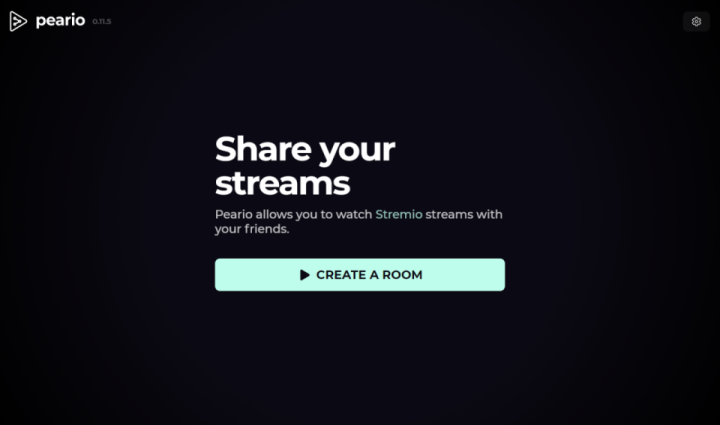 peario 0.11.5
Share your
streams
Peario allows you to watch Stremio streams with
your friends.
CREATE A ROOM